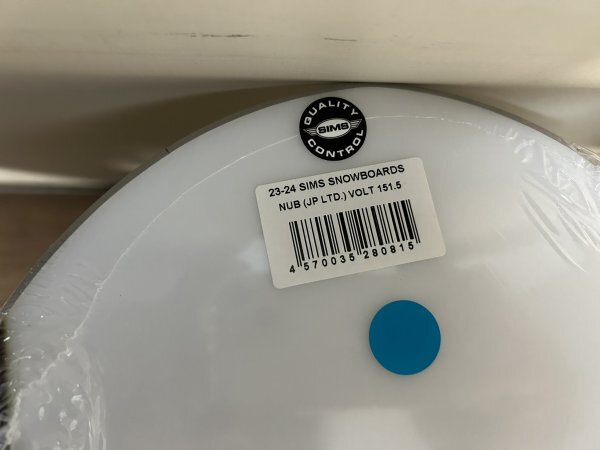 QUALITY
SIMS
CONTROL
23-24 SIMS SNOWBOARDS
NUB (JP LTD.) VOLT 151.5
4 570035 280815